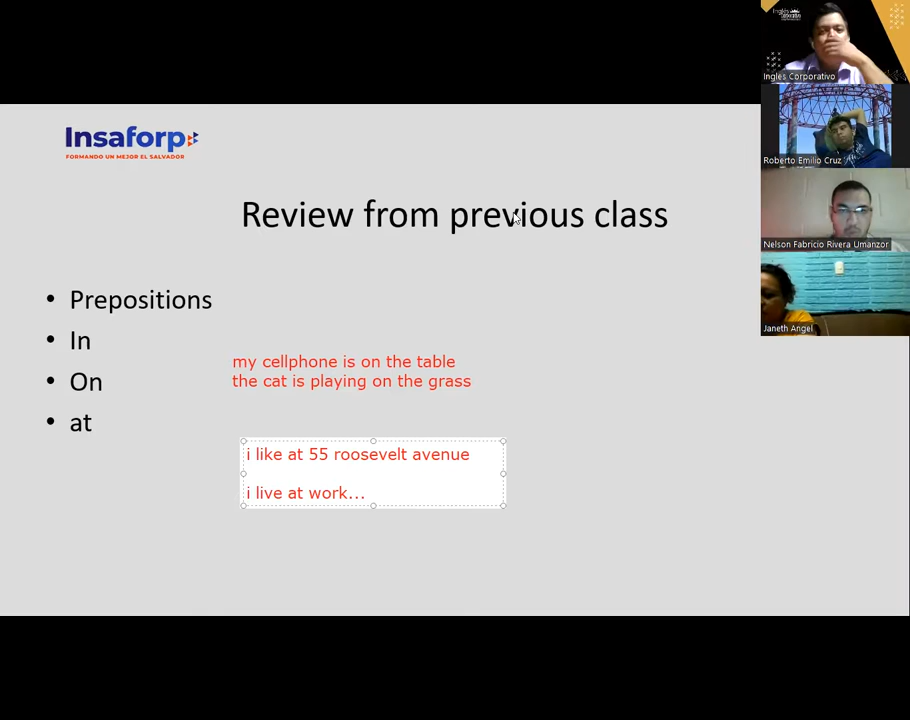 Inglés
Corporativo
Ingles Corporativo
Insaforp
FORMANDO UN MEJOR EL SALVADOR
Roberto Emilio Cruz
Review from previous class
Nelson Fabricio Rivera Umanzor
• Prepositions
Janeth Angel
• In
my cellphone is on the table
• On
the cat is playing on the grass
• at
i like at 55 roosevelt avenue
i live at work...